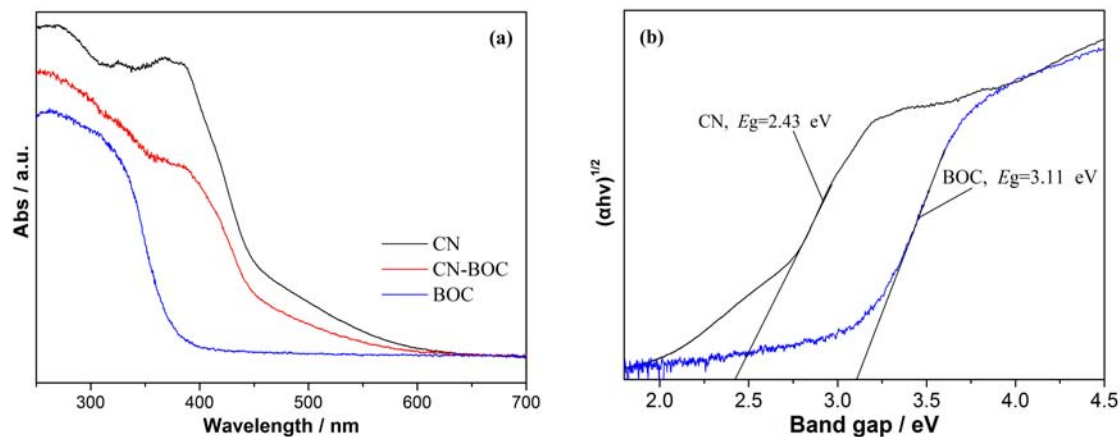 (a)
Abs / a.u.
CN
CN-BOC
BOC
300 400 500 600 700
Wavelength / nm
(b)
(αhv)1/2
CN, Eg=2.43 eV
BOC, Eg=3.11 eV
2.0 2.5 3.0 3.5 4.0 4.5
Band gap / eV